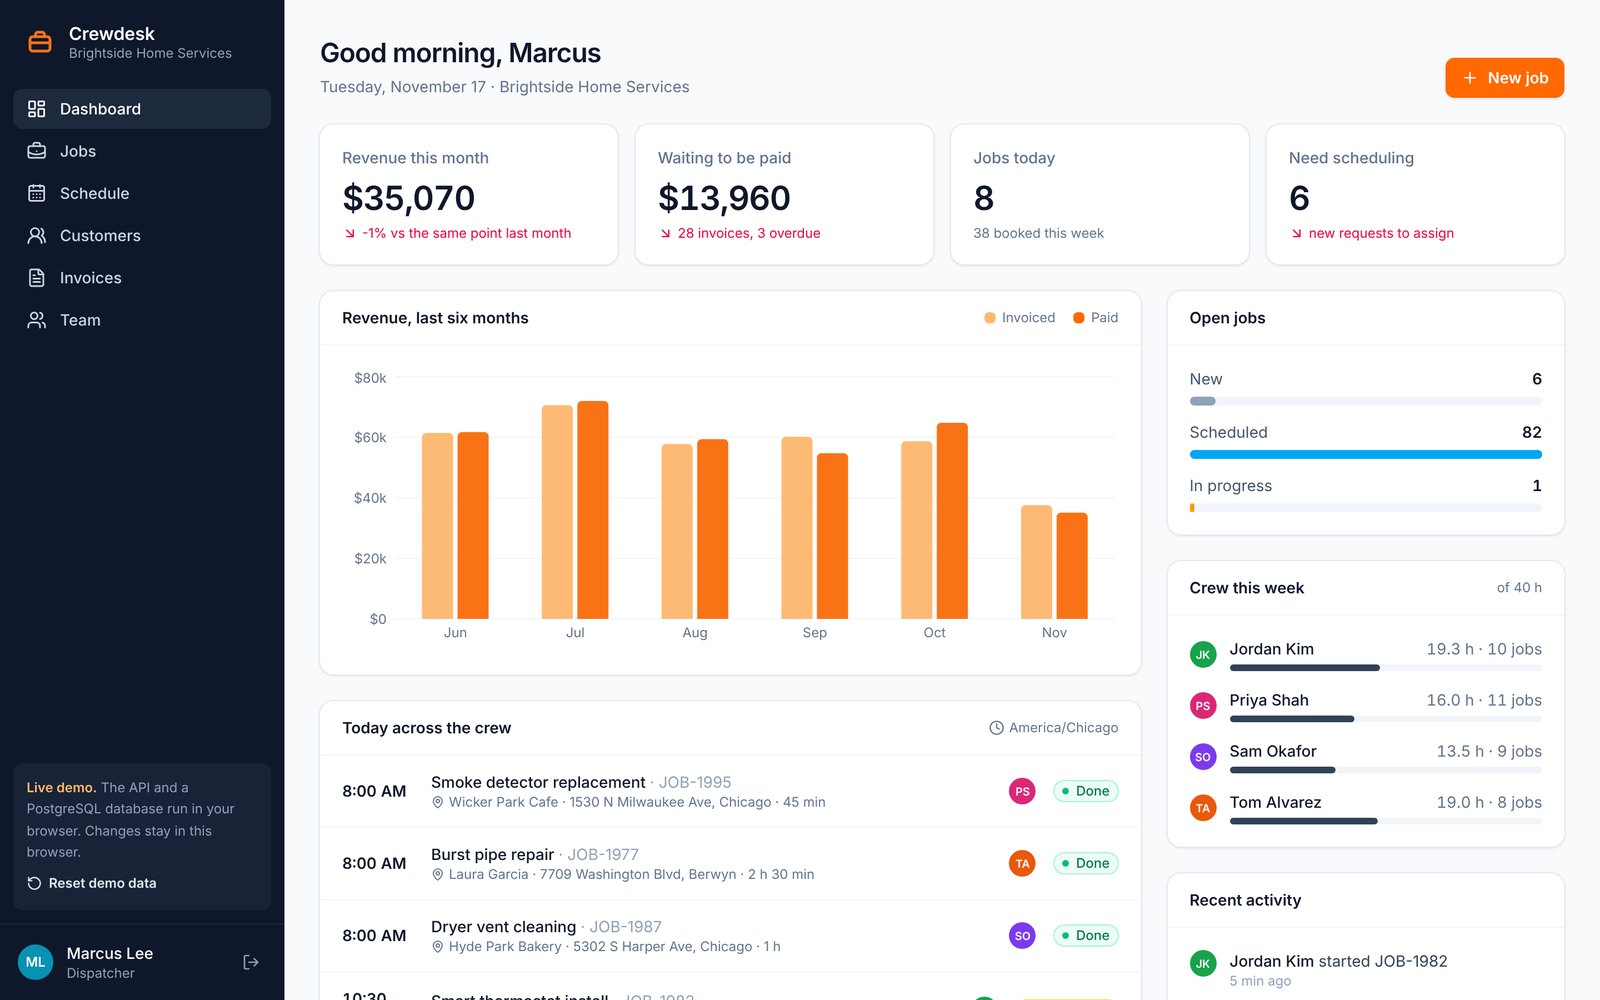 Crewdesk
Brightside Home Services
Dashboard
Jobs
Schedule
Customers
Invoices
Team
Live demo. The API and a
PostgreSQL database run in your
browser. Changes stay in this
browser.
Reset demo data
ML
Marcus Lee
Dispatcher
Good morning, Marcus
Tuesday, November 17 · Brightside Home Services
New job
Revenue this month
$35,070
-1% vs the same point last month
Waiting to be paid
$13,960
28 invoices, 3 overdue
Jobs today
8
38 booked this week
Need scheduling
6
new requests to assign
Revenue, last six months
Invoiced
Paid
$80k
$60k
$40k
$20k
$0
Jun
Jul
Aug
Sep
Oct
Nov
Today across the crew
America/Chicago
8:00 AM
Smoke detector replacement · JOB-1995
Wicker Park Cafe · 1530 N Milwaukee Ave, Chicago · 45 min
PS
Done
8:00 AM
Burst pipe repair · JOB-1977
Laura Garcia · 7709 Washington Blvd, Berwyn · 2 h 30 min
TA
Done
8:00 AM
Dryer vent cleaning · JOB-1987
Hyde Park Bakery · 5302 S Harper Ave, Chicago · 1 h
SO
Done
10:30
Smart thermostat install · JOB-1982
Open jobs
New
6
Scheduled
82
In progress
1
Crew this week
of 40 h
JK
Jordan Kim
19.3 h · 10 jobs
PS
Priya Shah
16.0 h · 11 jobs
SO
Sam Okafor
13.5 h · 9 jobs
TA
Tom Alvarez
19.0 h · 8 jobs
Recent activity
JK
Jordan Kim started JOB-1982
5 min ago